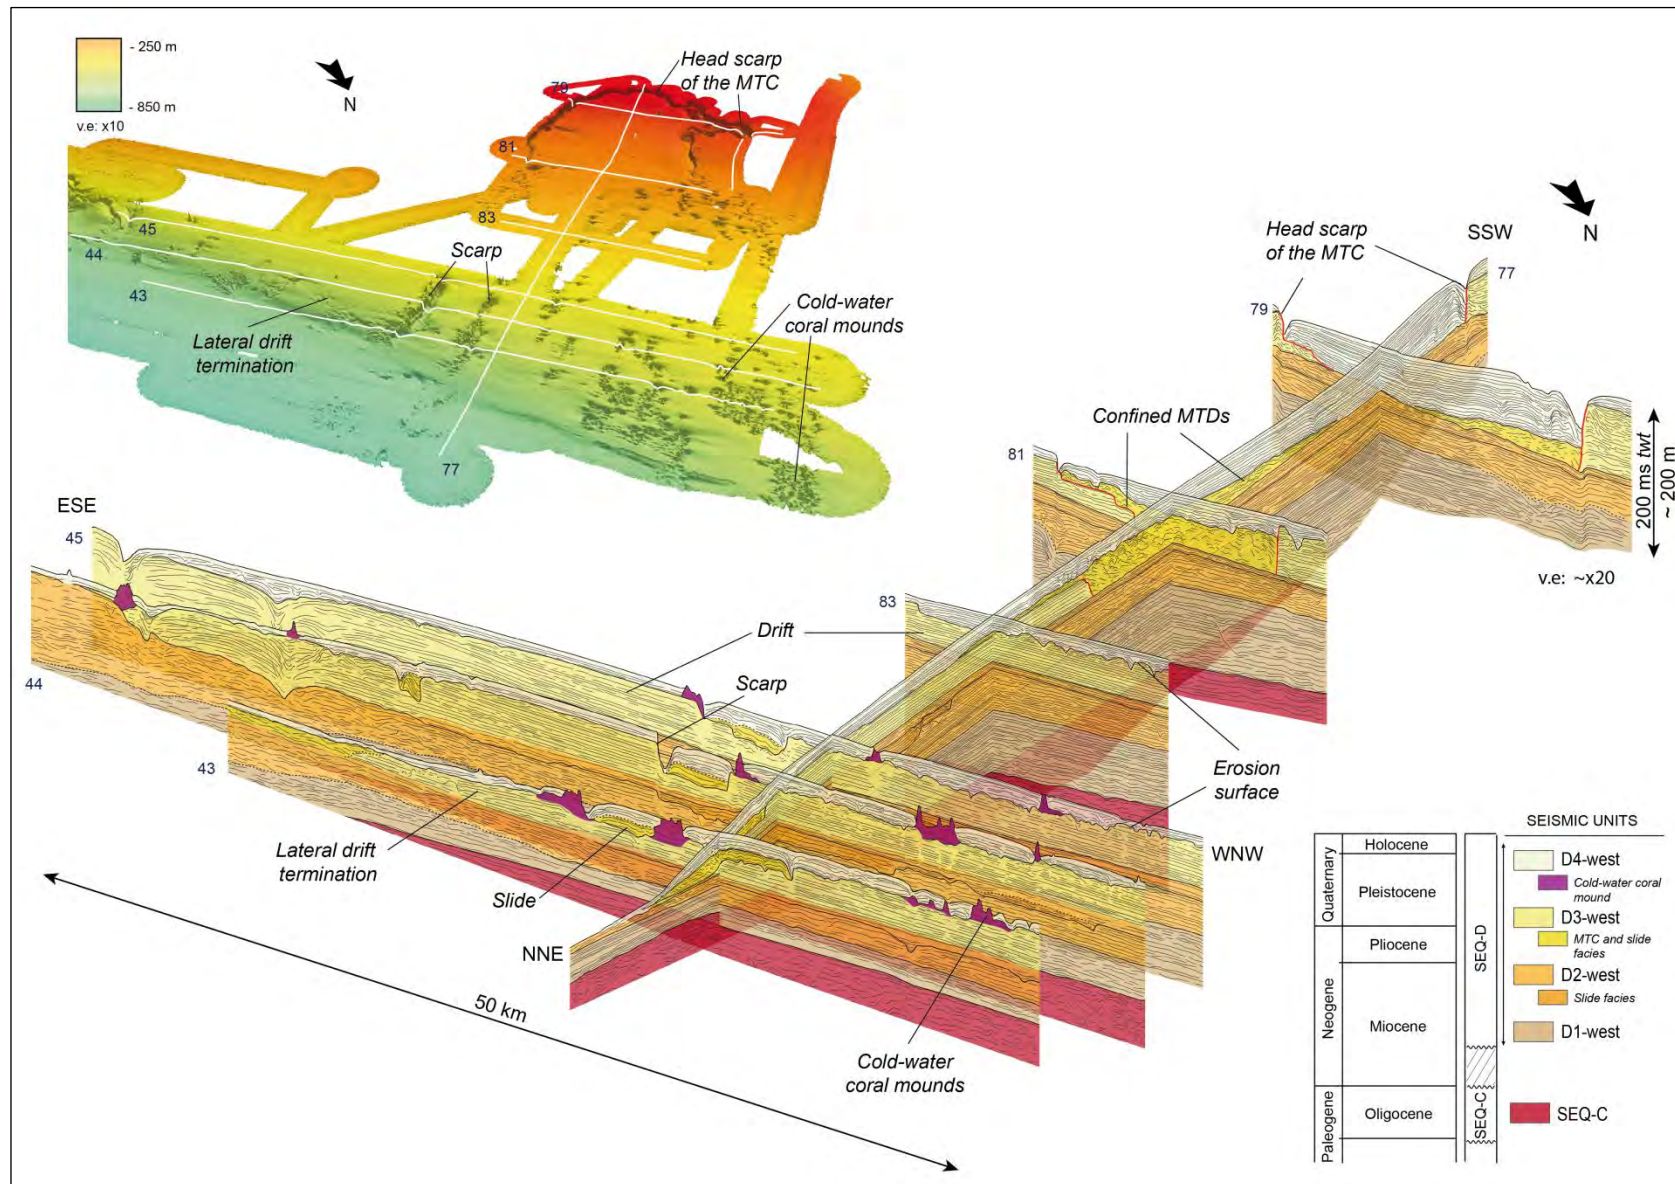 - 250 m
- 850 m
v.e: x10
N
Head scarp
of the MTC
79
81
83
45
44
43
77
Scarp
Lateral drift
termination
Cold-water
coral mounds
N
SSW
77
Head scarp
of the MTC
79
Confined MTDs
81
200 ms twt
~ 200 m
v.e: ~x20
ESE
45
83
Drift
Scarp
44
43
Erosion
surface
WNW
Lateral drift
termination
Slide
NNE
50 km
Cold-water
coral mounds
SEISMIC UNITS
Quaternary
Holocene
Pleistocene
Neogene
Pliocene
Miocene
Paleogene
Oligocene
SEQ-D
SEQ-C
D4-west
Cold-water coral
mound
D3-west
MTC and slide
facies
D2-west
Slide facies
D1-west
SEQ-C